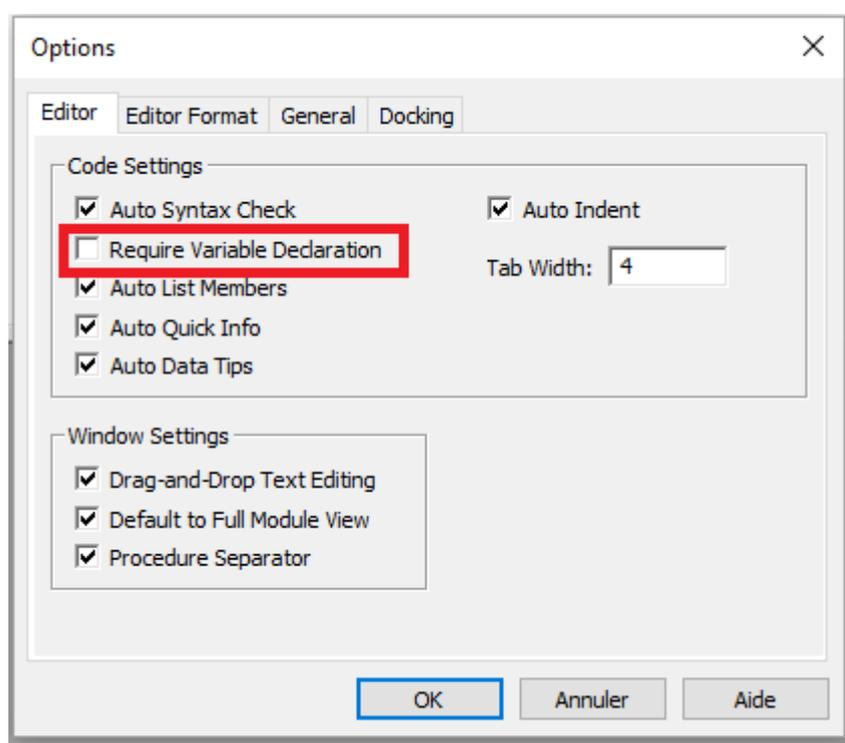 Options
Editor Editor Format General Docking
Code Settings
Auto Syntax Check Auto Indent
Require Variable Declaration
Tab Width: 4
Auto List Members
Auto Quick Info
Auto Data Tips
Window Settings
Drag-and-Drop Text Editing
Default to Full Module View
Procedure Separator
OK Annuler Aide